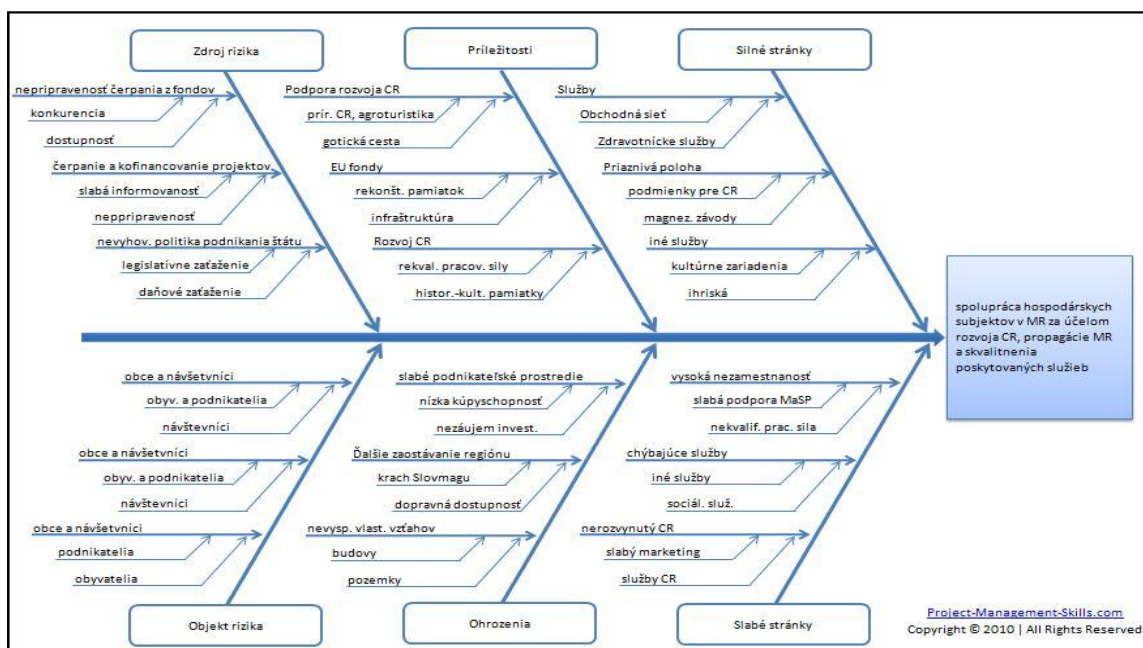 Zdroj rizika
nepripravenosť čerpania z fondov
konkurencia
dostupnosť
čerpanie a kofinancovanie projektov
slabá informovanosť
neppripravenosť
nevyhov. politika podnikania štátu
legislatívne zaťaženie
daňové zaťaženie
Príležitosti
Podpora rozvoja CR
prír. CR, agroturistika
gotická cesta
EU fondy
rekonšt. pamiatok
infraštruktúra
Rozvoj CR
rekval. pracov. sily
histor.-kult. pamiatky
Silné stránky
Služby
Obchodná sieť
Zdravotnícke služby
Priaznivá poloha
podmienky pre CR
magnez. závody
iné služby
kultúrne zariadenia
ihriská
spolupráca hospodárskych
subjektov v MR za účelom
rozvoja CR, propagácie MR
a skvalitnenia
poskytovaných služieb
obce a návšetvníci
obyv. a podnikatelia
návštevníci
obce a návšetvníci
obyv. a podnikatelia
návštevníci
obce a návšetvníci
podnikatelia
obyvatelia
Objekt rizika
slabé podnikateľské prostredie
nízka kúpyschopnosť
nezáujem invest.
Ďalšie zaostávanie regiónu
krach Slovmagu
dopravná dostupnosť
nevysp. vlast. vzťahov
budovy
pozemky
Ohrozenia
vysoká nezamestnanosť
slabá podpora MaSP
nekvalif. prac. sila
chýbajúce služby
iné služby
sociál. služ.
nerozvynutý CR
slabý marketing
služby CR
Slabé stránky
Project-Management-Skills.com
Copyright © 2010 | All Rights Reserved